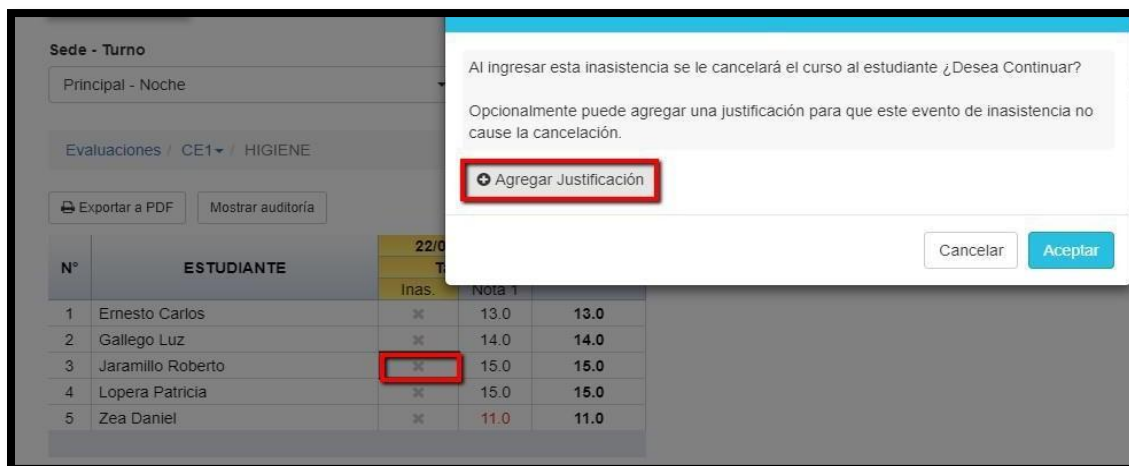 Sede - Turno
Principal - Noche
Al ingresar esta inasistencia se le cancelará el curso al estudiante ¿Desea Continuar?
Opcionalmente puede agregar una justificación para que este evento de inasistencia no
cause la cancelación.
Agregar Justificación
Cancelar Aceptar
Evaluaciones / CE1 / HIGIENE
Exportar a PDF Mostrar auditoría
N° ESTUDIANTE 22/0
Inas. Nota 1
1 Ernesto Carlos 13.0 13.0
2 Gallego Luz 14.0 14.0
3 Jaramillo Roberto 15.0 15.0
4 Lopera Patricia 15.0 15.0
5 Zea Daniel 11.0 11.0